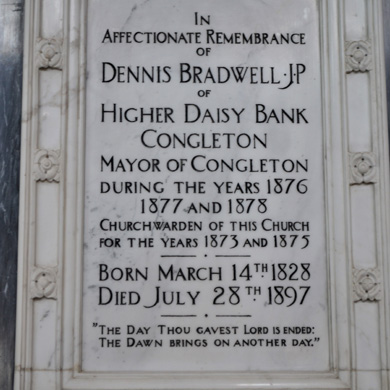 IN
AFFECTIONATE REMEMBRANCE
OF
DENNIS BRADWELL·J·P
OF
HIGHER DAISY BANK
CONGLETON
MAYOR OF CONGLETON
DURING THE YEARS 1876
1877 AND 1878
CHURCHWARDEN OF THIS CHURCH
FOR THE YEARS 1873 AND 1875
BORN MARCH 14TH 1828
DIED JULY 28TH 1897
"THE DAY THOU GAVEST LORD IS ENDED:
THE DAWN BRINGS ON ANOTHER DAY."